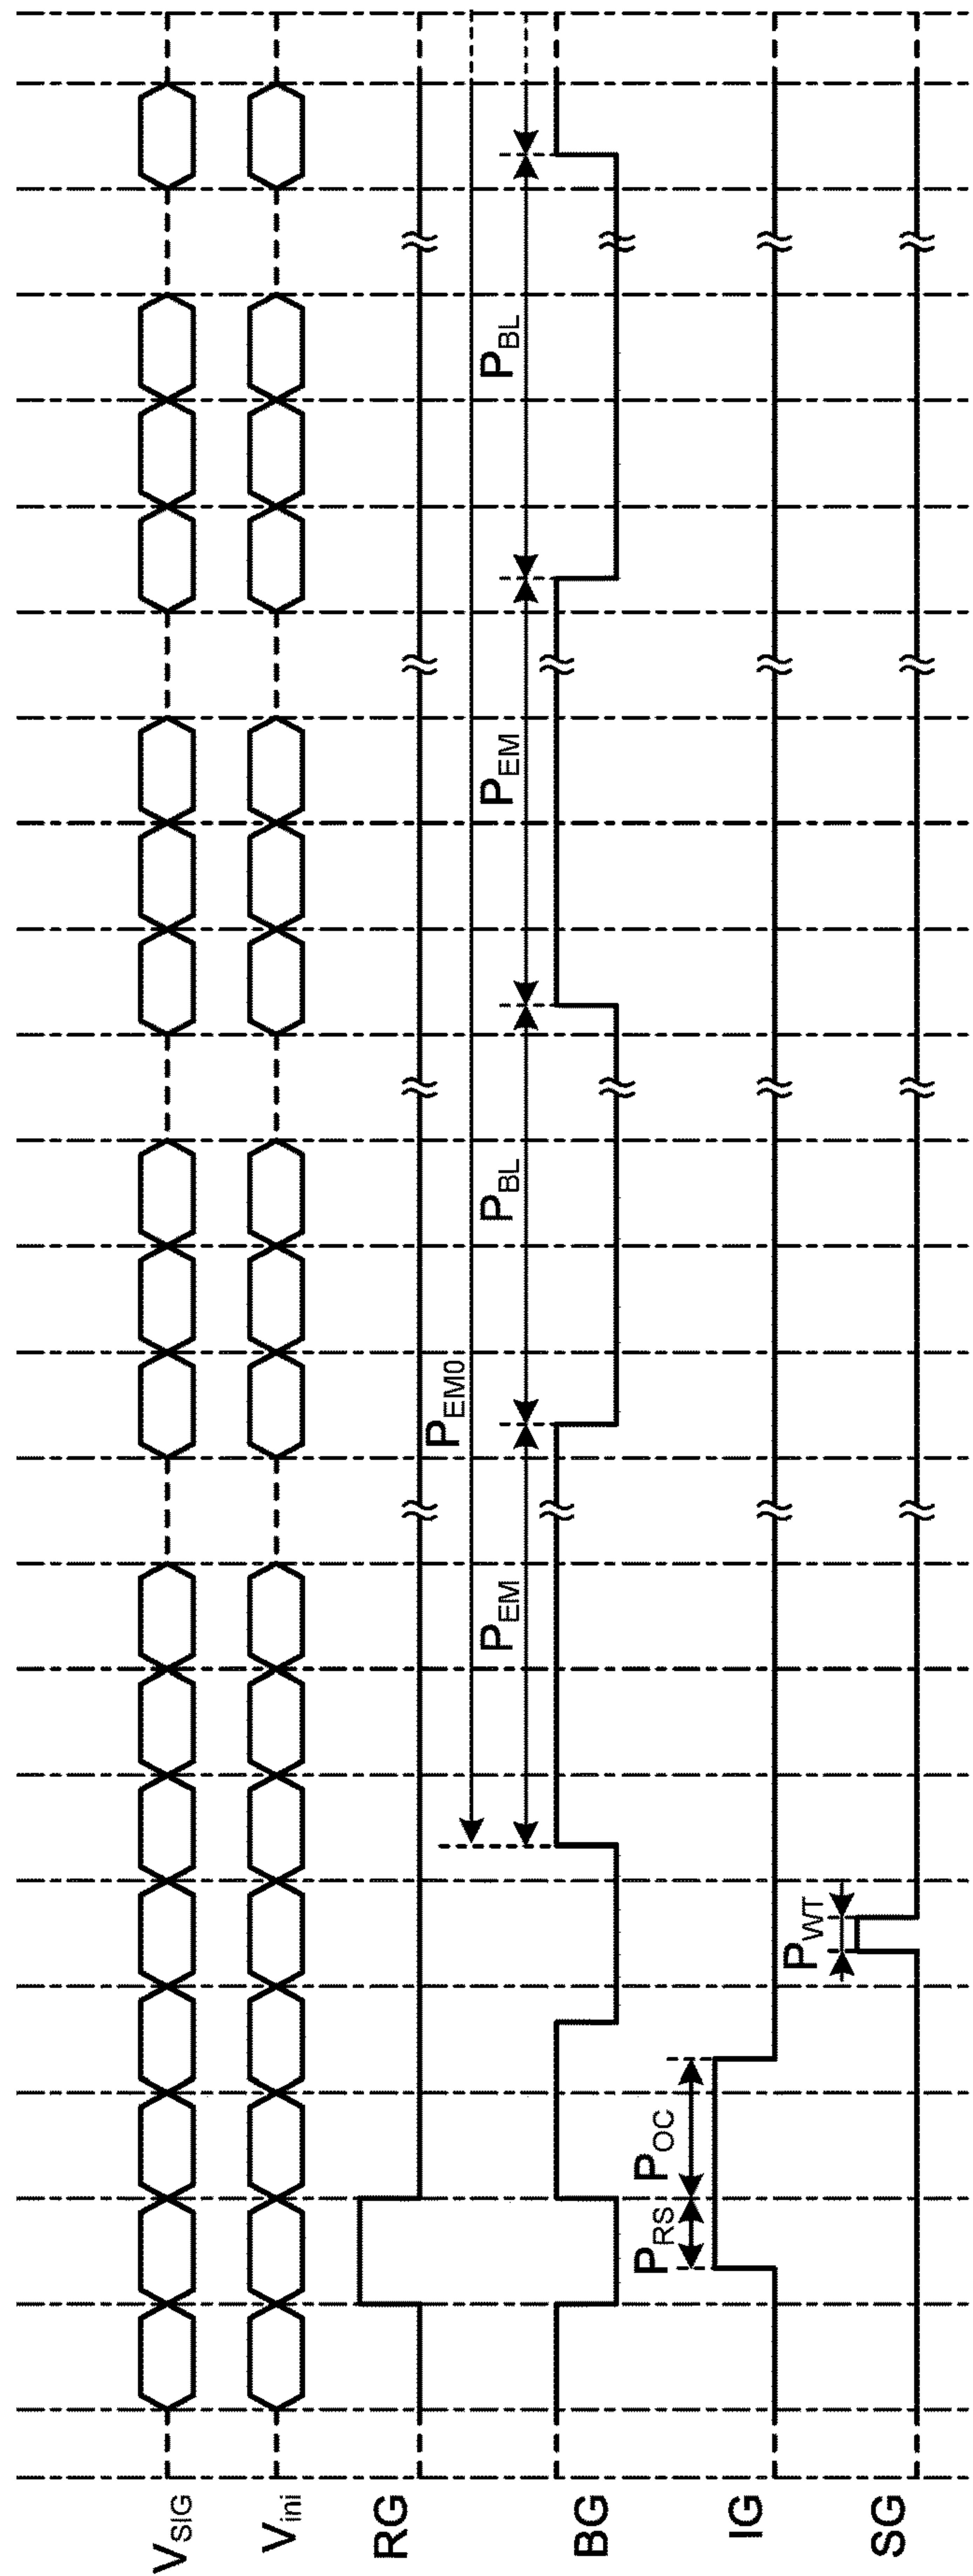 V_SIG
V_ini
RG
P_EM0
P_EM
P_BL
P_EM
P_BL
BG
P_RS
P_OC
IG
P_WT
SG